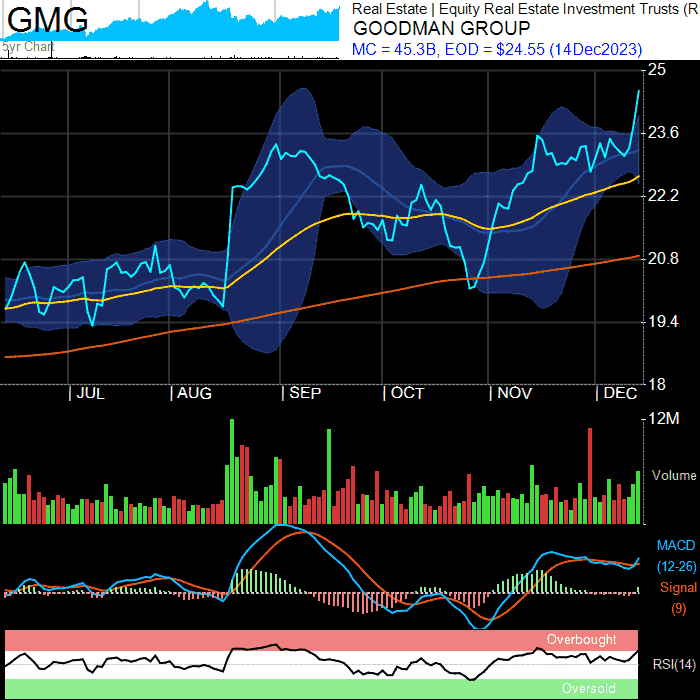 GMG
5yr Chart
Real Estate | Equity Real Estate Investment Trusts (R
GOODMAN GROUP
MC = 45.3B, EOD = $24.55 (14Dec2023)
25
23.6
22.2
20.8
19.4
18
JUL
AUG
SEP
OCT
NOV
DEC
12M
Volume
MACD
(12-26)
Signal
(9)
Overbought
RSI(14)
Oversold